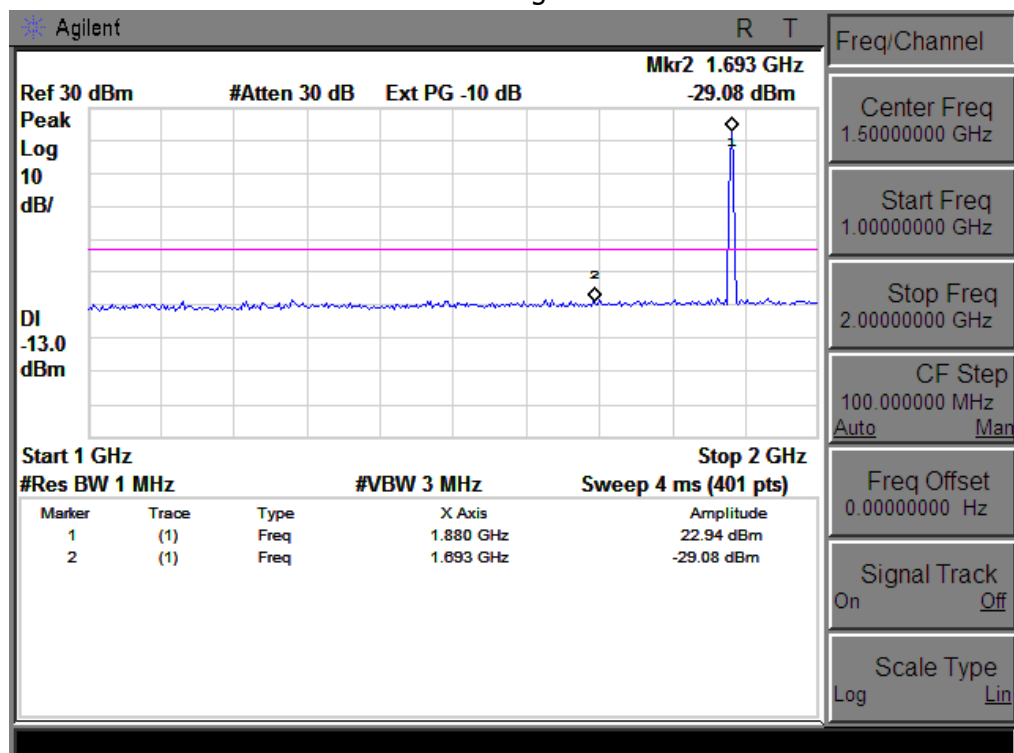 Agilent R T
Freq/Channel
Mkr2 1.693 GHz
Ref 30 dBm #Atten 30 dB Ext PG -10 dB -29.08 dBm
Peak
Log
10
dB/
1
2
DI
-13.0
dBm
Start 1 GHz Stop 2 GHz
#Res BW 1 MHz #VBW 3 MHz Sweep 4 ms (401 pts)
Marker Trace Type X Axis Amplitude
1 (1) Freq 1.880 GHz 22.94 dBm
2 (1) Freq 1.693 GHz -29.08 dBm
Center Freq
1.50000000 GHz
Start Freq
1.00000000 GHz
Stop Freq
2.00000000 GHz
CF Step
100.000000 MHz
Auto Man
Freq Offset
0.00000000 Hz
Signal Track
On Off
Scale Type
Log Lin